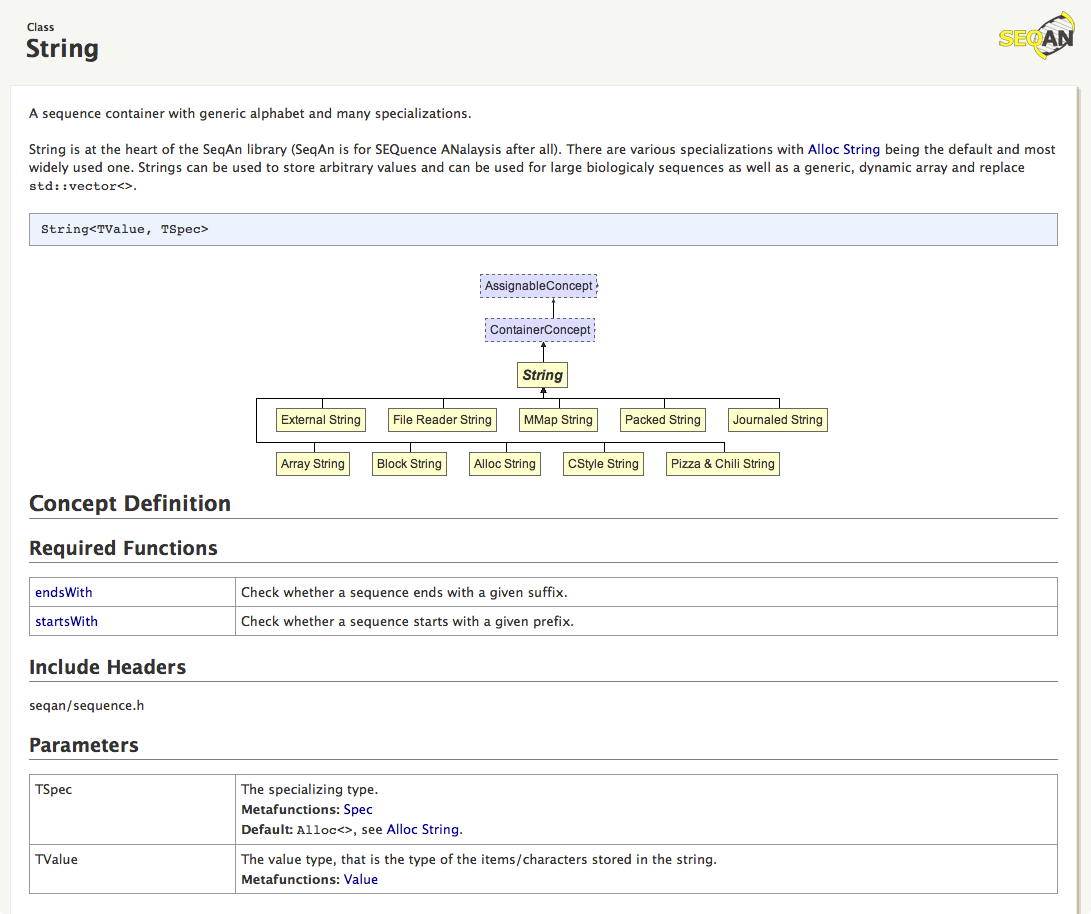 Class
String
SEQAN
A sequence container with generic alphabet and many specializations.
String is at the heart of the SeqAn library (SeqAn is for SEQuence ANalaysis after all). There are various specializations with Alloc String being the default and most
widely used one. Strings can be used to store arbitrary values and can be used for large biologicaly sequences as well as a generic, dynamic array and replace
std::vector<>.
String<TValue, TSpec>
AssignableConcept
ContainerConcept
String
External String File Reader String MMap String Packed String Journaled String
Array String Block String Alloc String CStyle String Pizza & Chili String
Concept Definition
Required Functions
endsWith Check whether a sequence ends with a given suffix.
startsWith Check whether a sequence starts with a given prefix.
Include Headers
seqan/sequence.h
Parameters
TSpec The specializing type.
Metafunctions: Spec
Default: Alloc<>, see Alloc String.
TValue The value type, that is the type of the items/characters stored in the string.
Metafunctions: Value